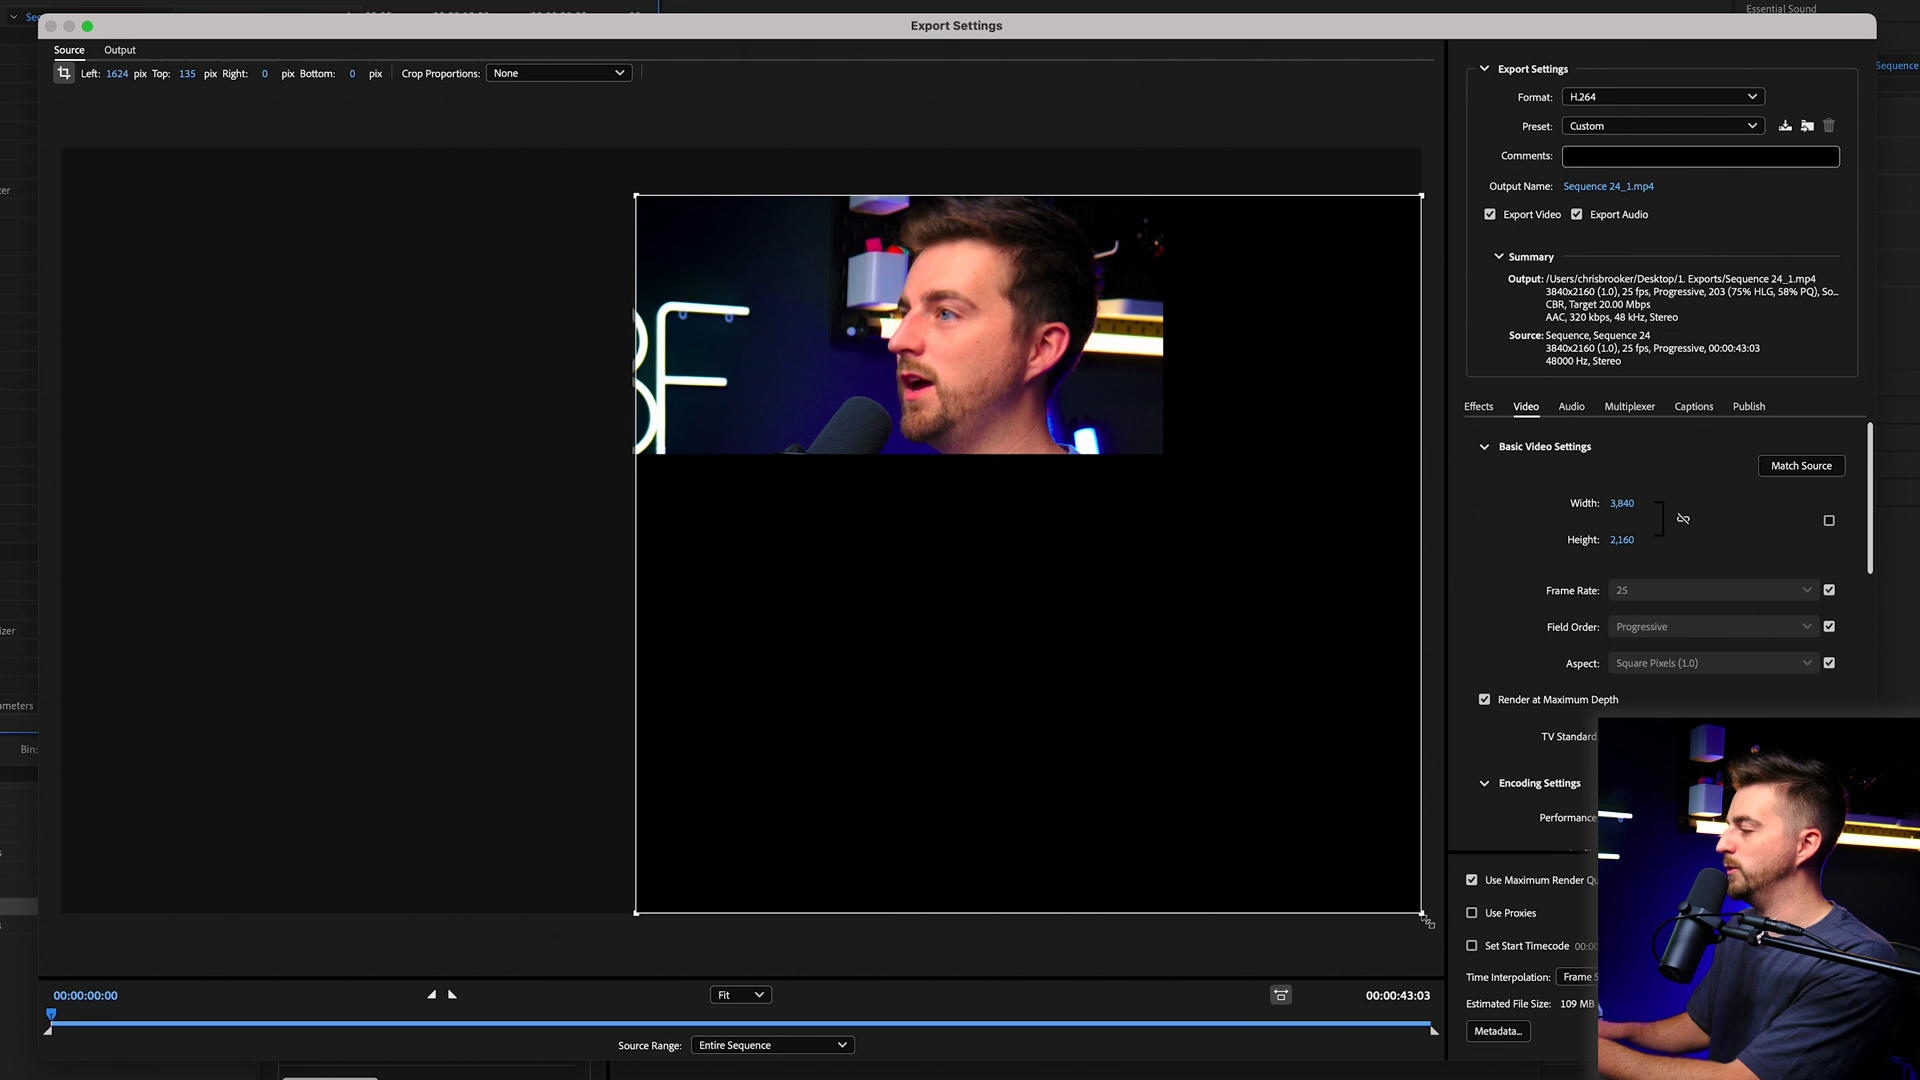 Essential Sound
Export Settings
Source Output
Sequence
Left: 1624 pix Top: 135 pix Right: 0 pix Bottom: 0 pix Crop Proportions: None
Export Settings
Format: H.264
Preset: Custom
Comments:
Output Name: Sequence 24_1.mp4
Export Video Export Audio
Summary
Output: /Users/chrisbrooker/Desktop/1. Exports/Sequence 24_1.mp4
3840x2160 (1.0), 25 fps, Progressive, 203 (75% HLG, 58% PQ), So...
CBR, Target 20.00 Mbps
AAC, 320 kbps, 48 kHz, Stereo
Source: Sequence, Sequence 24
3840x2160 (1.0), 25 fps, Progressive, 00:00:43:03
48000 Hz, Stereo
Effects Video Audio Multiplexer Captions Publish
Basic Video Settings
Match Source
Width: 3,840
Height: 2,160
Frame Rate: 25
Field Order: Progressive
Aspect: Square Pixels (1.0)
Render at Maximum Depth
TV Standard
Encoding Settings
Performance
Use Maximum Render Qu
Use Proxies
Set Start Timecode 00:00
Time Interpolation: Frame S
Estimated File Size: 109 MB
Metadata...
ameters
Bin:
izer
00:00:00:00
Fit
00:00:43:03
Source Range: Entire Sequence